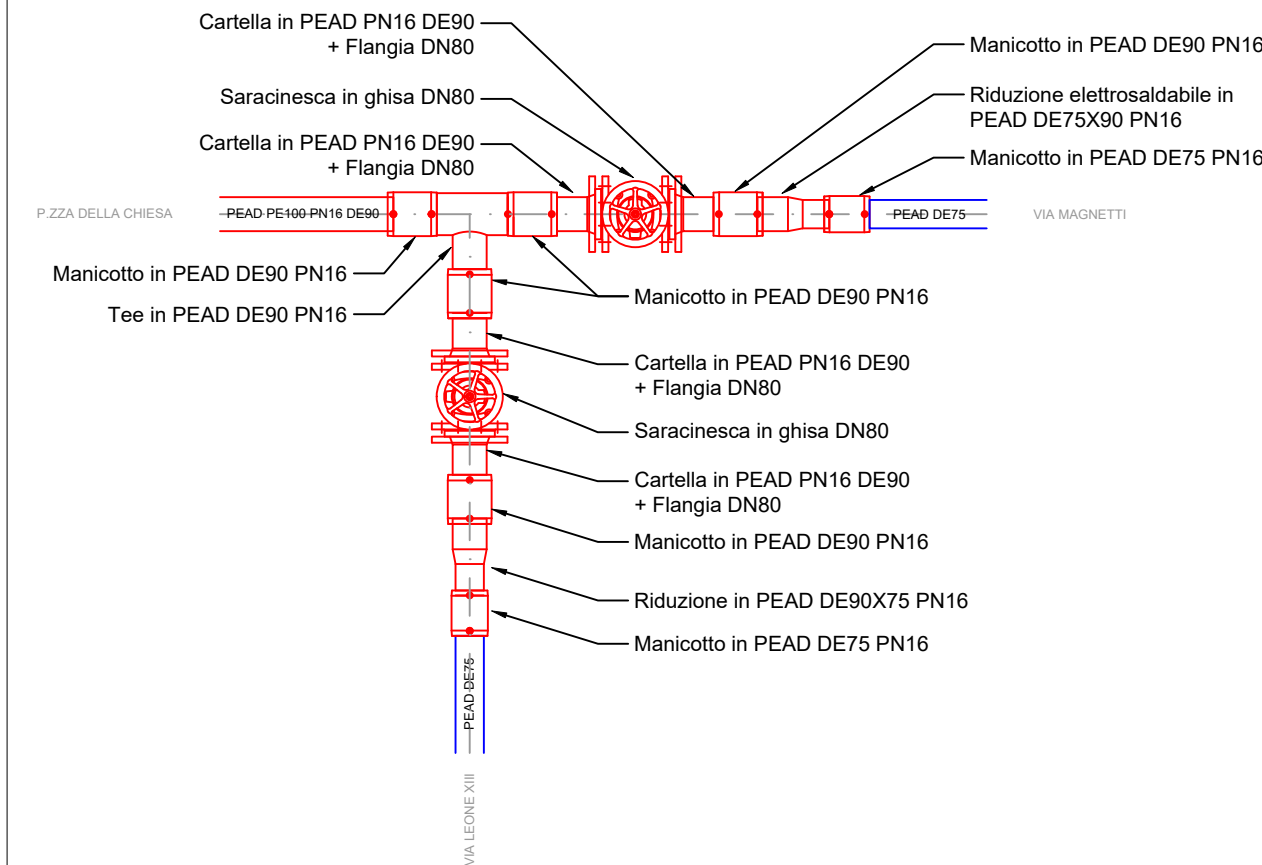 Cartella in PEAD PN16 DE90
+ Flangia DN80
Saracinesca in ghisa DN80
Cartella in PEAD PN16 DE90
+ Flangia DN80
Manicotto in PEAD DE90 PN16
Riduzione elettrosaldabile in
PEAD DE75X90 PN16
Manicotto in PEAD DE75 PN16
P.ZZA DELLA CHIESA
PEAD PE100 PN16 DE90
PEAD DE75
VIA MAGNETTI
Manicotto in PEAD DE90 PN16
Tee in PEAD DE90 PN16
Manicotto in PEAD DE90 PN16
Cartella in PEAD PN16 DE90
+ Flangia DN80
Saracinesca in ghisa DN80
Cartella in PEAD PN16 DE90
+ Flangia DN80
Manicotto in PEAD DE90 PN16
Riduzione in PEAD DE90X75 PN16
Manicotto in PEAD DE75 PN16
PEAD DE75
VIA LEONE XIII